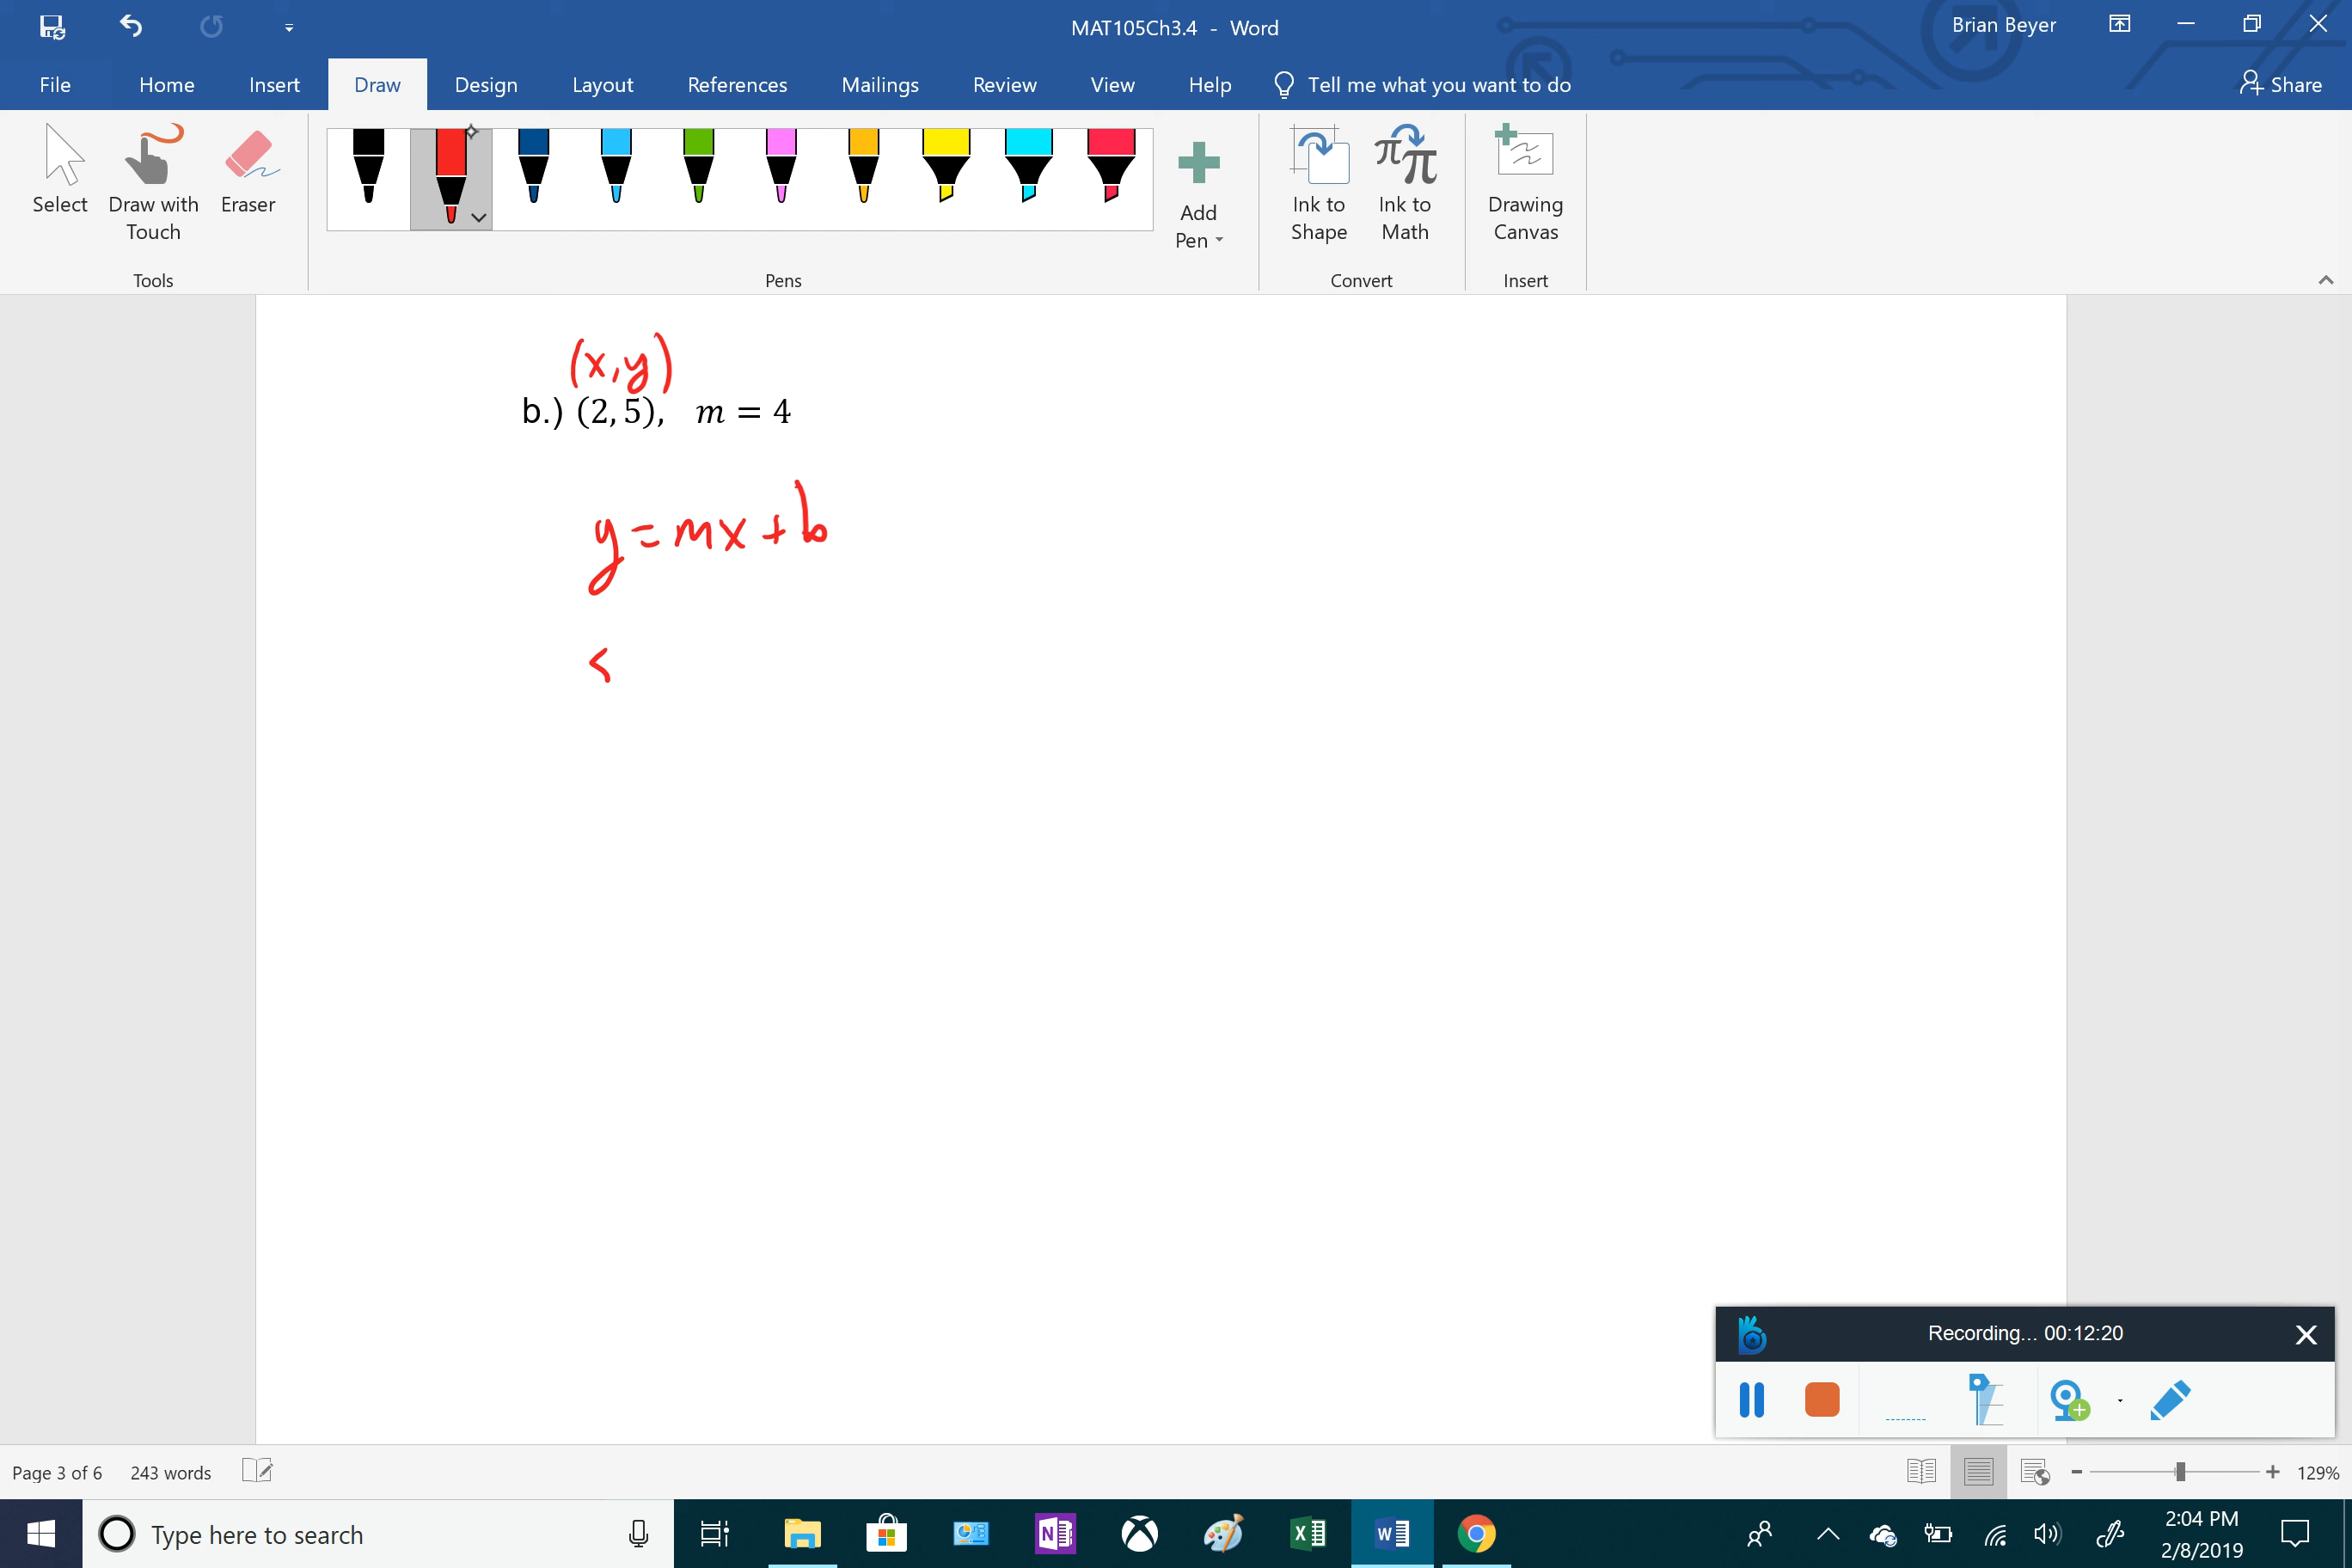 MAT105Ch3.4 - Word
Brian Beyer
File Home Insert Draw Design Layout References Mailings Review View Help Tell me what you want to do Share
Select Draw with Touch Eraser Add Pen Ink to Shape Ink to Math Drawing Canvas
Tools Pens Convert Insert
(x,y)
b.) (2, 5), m = 4
y = mx + b
Recording... 00:12:20
Page 3 of 6 243 words 129%
Type here to search
2:04 PM
2/8/2019